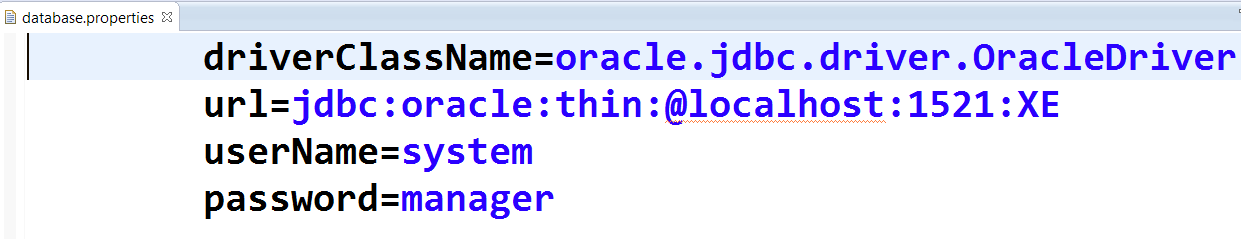 database.properties
driverClassName=oracle.jdbc.driver.OracleDriver
url=jdbc:oracle:thin:@localhost:1521:XE
userName=system
password=manager